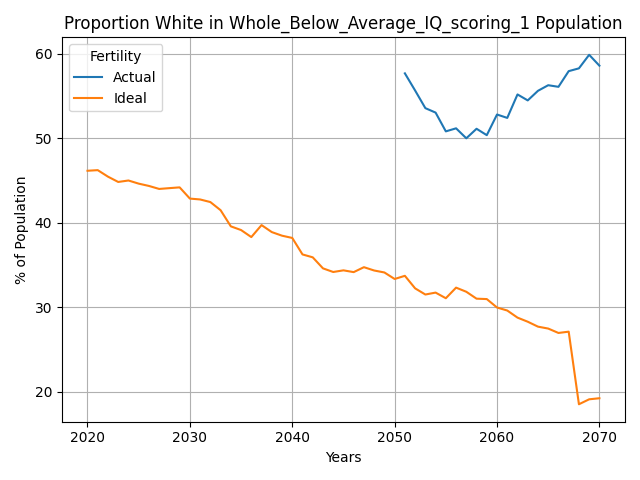 Proportion White in Whole_Below_Average_IQ_scoring_1 Population
Fertility
Actual
Ideal
60
50
40
30
20
% of Population
2020 2030 2040 2050 2060 2070
Years